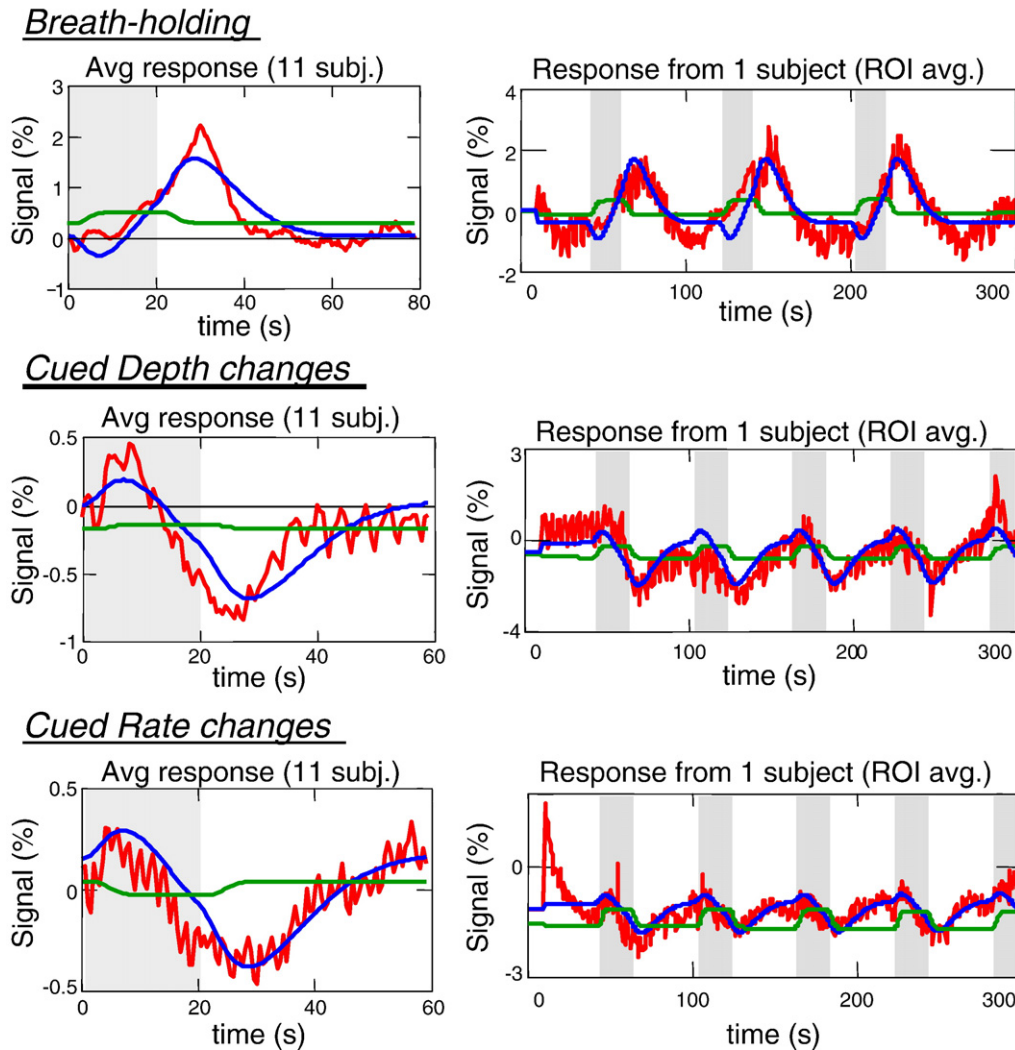 Breath-holding
Avg response (11 subj.)
Response from 1 subject (ROI avg.)
Signal (%)
3
2
1
0
−1
0 20 40 60 80
time (s)
Signal (%)
4
2
0
-2
0 100 200 300
time (s)
Cued Depth changes
Avg response (11 subj.)
Response from 1 subject (ROI avg.)
Signal (%)
0.5
0
-0.5
-1
0 20 40 60
time (s)
Signal (%)
3
0
-4
0 100 200 300
time (s)
Cued Rate changes
Avg response (11 subj.)
Response from 1 subject (ROI avg.)
Signal (%)
0.5
0
-0.5
0 20 40 60
time (s)
Signal (%)
0
-3
0 100 200 300
time (s)